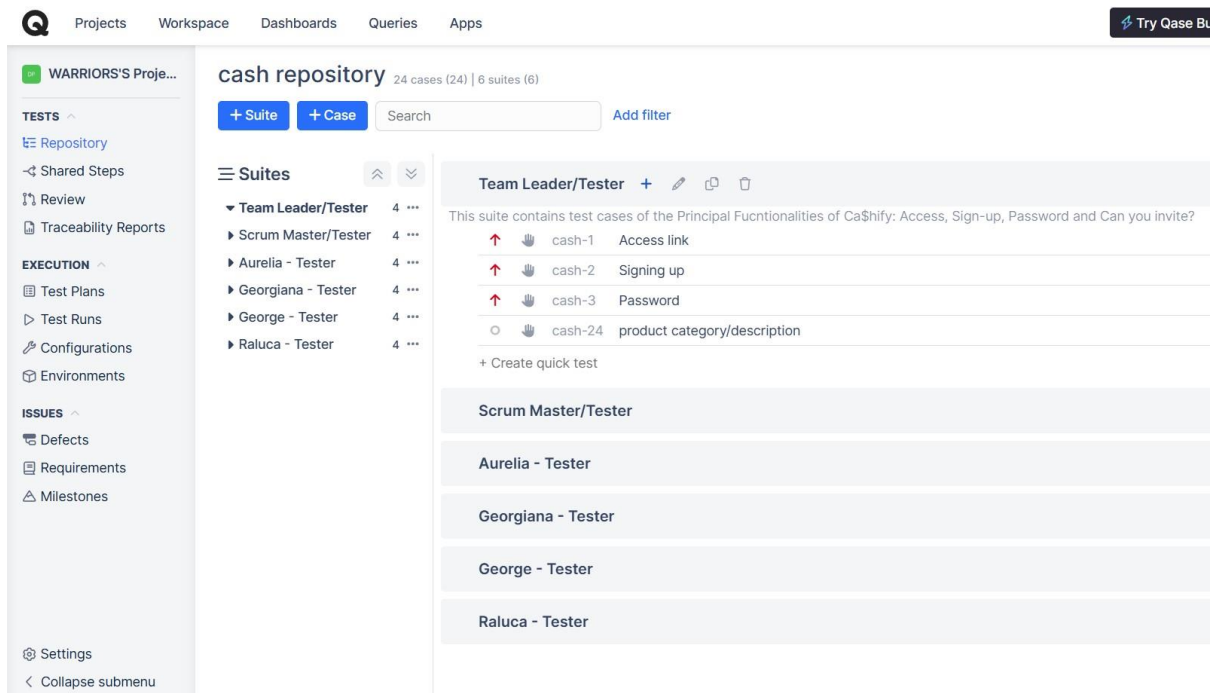 Projects Workspace Dashboards Queries Apps Try Qase Bu
DP WARRIORS'S Proje...
TESTS
Repository
Shared Steps
Review
Traceability Reports
EXECUTION
Test Plans
Test Runs
Configurations
Environments
ISSUES
Defects
Requirements
Milestones
Settings
Collapse submenu
cash repository 24 cases (24) | 6 suites (6)
+ Suite + Case Search Add filter
Suites
Team Leader/Tester 4
Scrum Master/Tester 4
Aurelia - Tester 4
Georgiana - Tester 4
George - Tester 4
Raluca - Tester 4
Team Leader/Tester
This suite contains test cases of the Principal Fucntionalities of Ca$hify: Access, Sign-up, Password and Can you invite?
cash-1 Access link
cash-2 Signing up
cash-3 Password
cash-24 product category/description
+ Create quick test
Scrum Master/Tester
Aurelia - Tester
Georgiana - Tester
George - Tester
Raluca - Tester